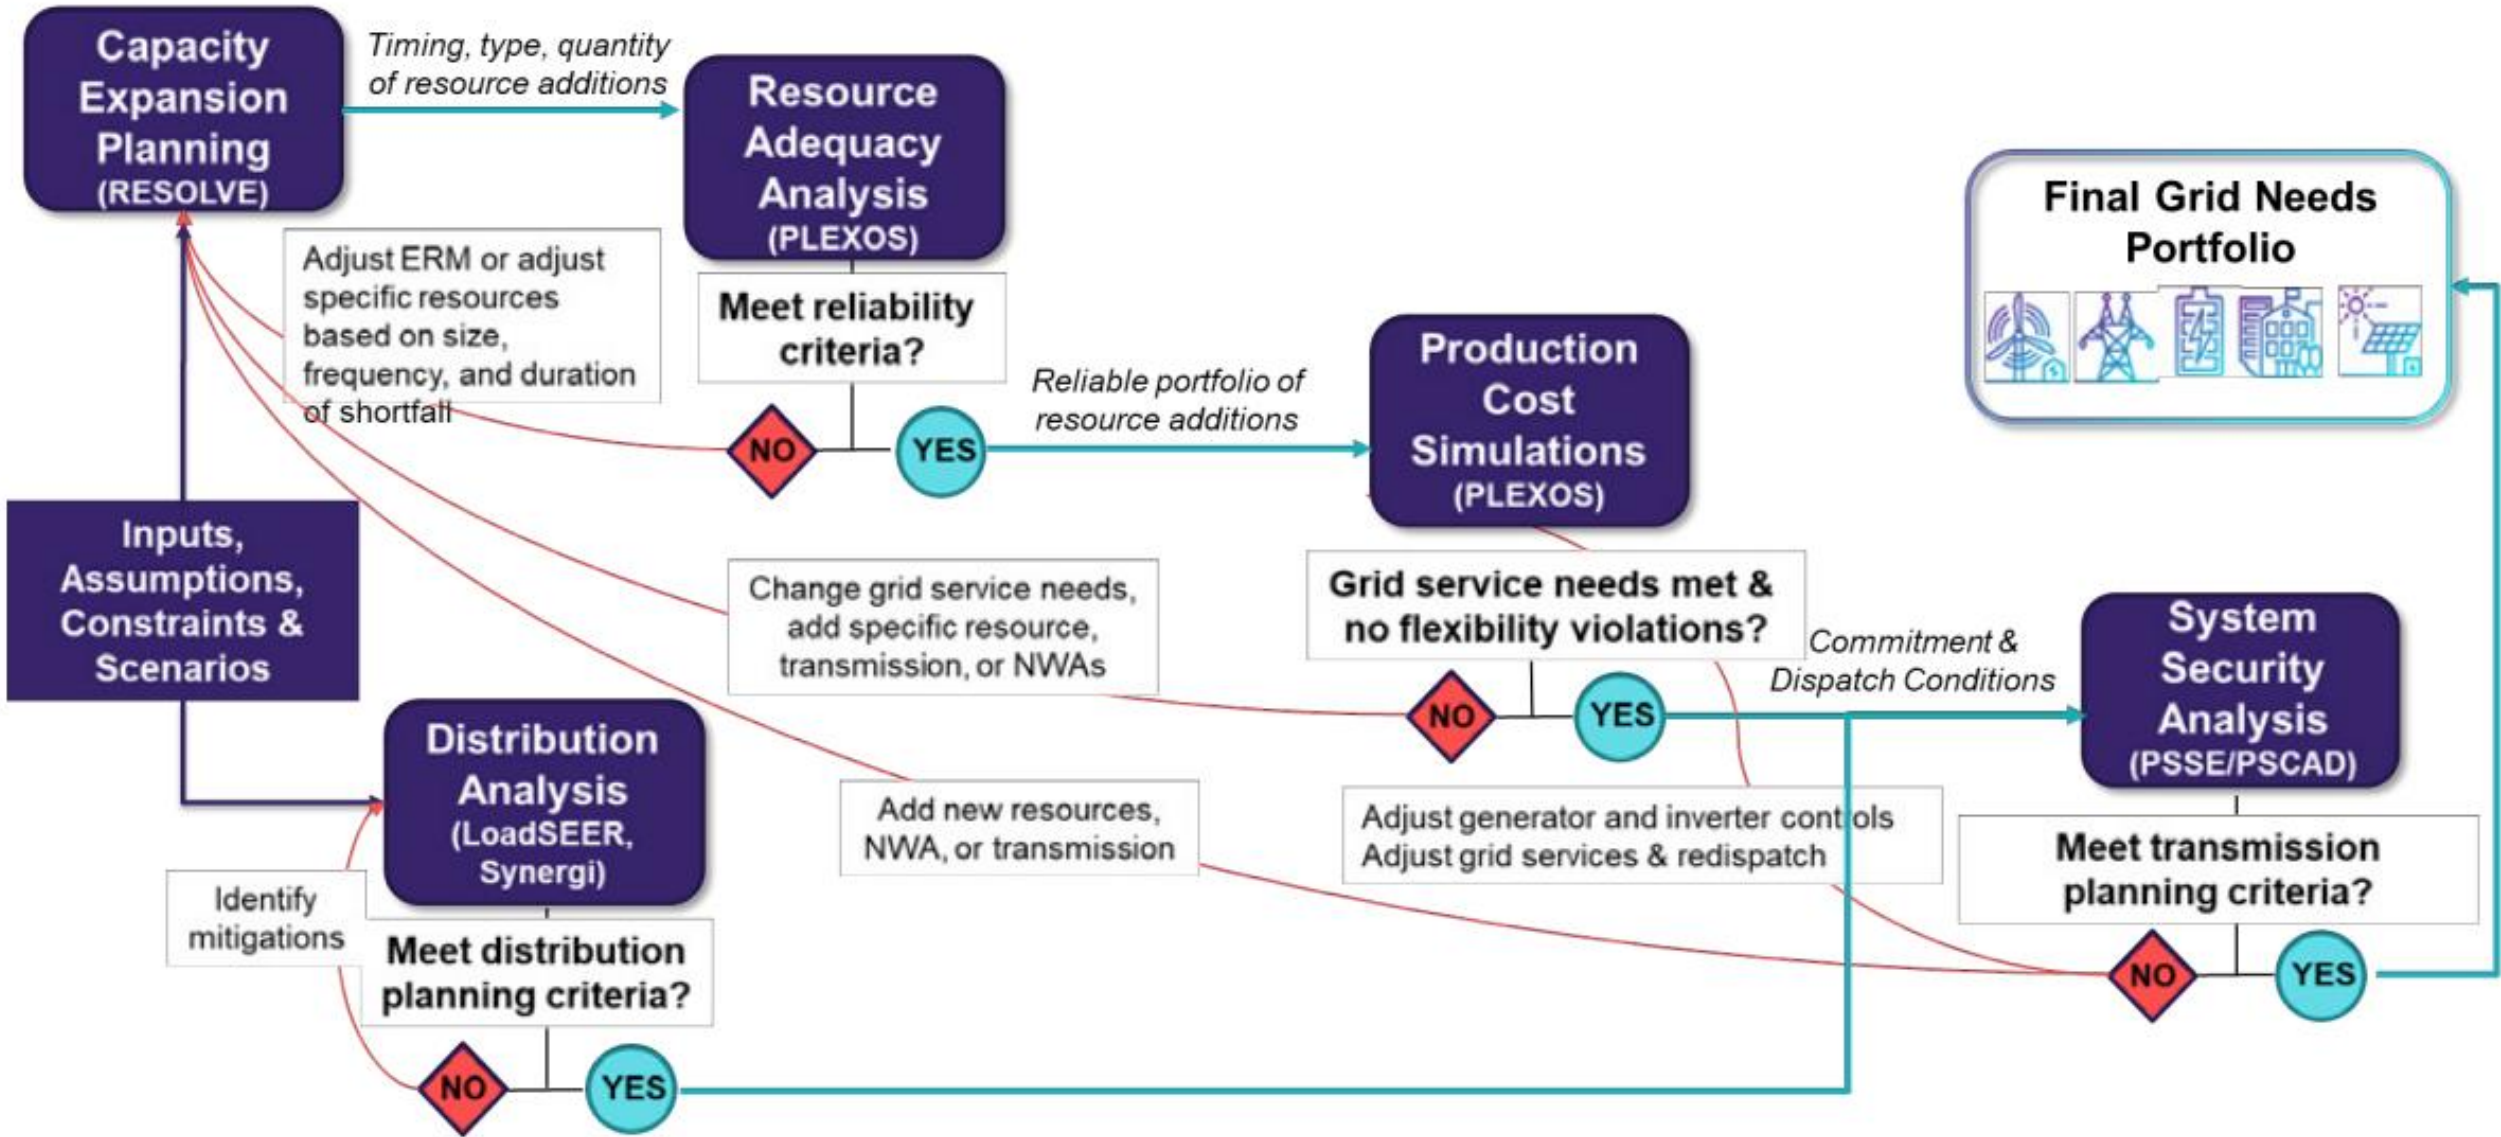 Capacity
Expansion
Planning
(RESOLVE)
Timing, type, quantity
of resource additions
Resource
Adequacy
Analysis
(PLEXOS)
Meet reliability
criteria?
NO
YES
Adjust ERM or adjust
specific resources
based on size,
frequency, and duration
of shortfall
Reliable portfolio of
resource additions
Production
Cost
Simulations
(PLEXOS)
Final Grid Needs
Portfolio
Inputs,
Assumptions,
Constraints &
Scenarios
Change grid service needs,
add specific resource,
transmission, or NWAs
Grid service needs met &
no flexibility violations?
NO
YES
Commitment &
Dispatch Conditions
System
Security
Analysis
(PSSE/PSCAD)
Distribution
Analysis
(LoadSEER,
Synergi)
Add new resources,
NWA, or transmission
Adjust generator and inverter controls
Adjust grid services & redispatch
Meet transmission
planning criteria?
NO
YES
Identify
mitigations
Meet distribution
planning criteria?
NO
YES